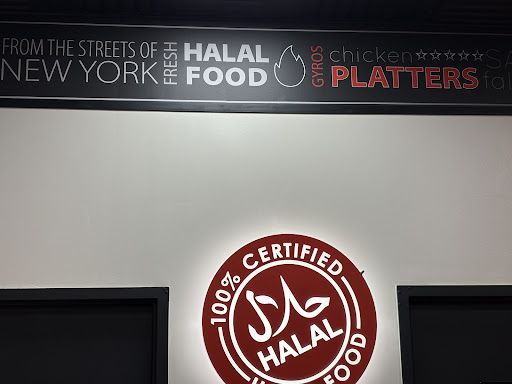 FROM THE STREETS OF
NEW YORK
FRESH
HALAL
FOOD
GYROS
chicken
PLATTERS
100% CERTIFIED
حلال
HALAL
FOOD